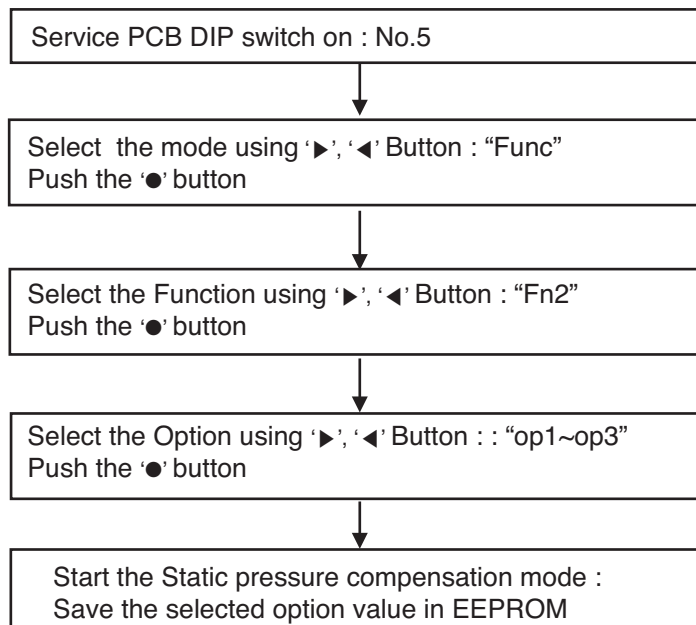 Service PCB DIP switch on : No.5
Select the mode using ‘▶’, ‘◀’ Button : “Func”
Push the ‘●’ button
Select the Function using ‘▶’, ‘◀’ Button : “Fn2”
Push the ‘●’ button
Select the Option using ‘▶’, ‘◀’ Button : : “op1~op3”
Push the ‘●’ button
Start the Static pressure compensation mode :
Save the selected option value in EEPROM